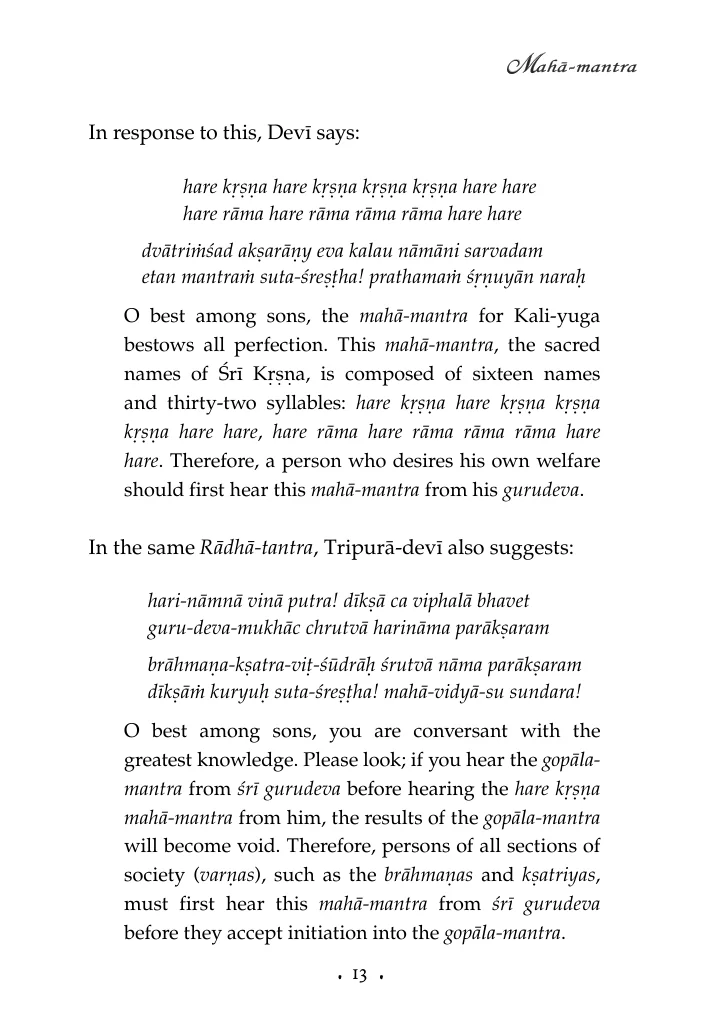 Mahā-mantra
In response to this, Devī says:
hare kṛṣṇa hare kṛṣṇa kṛṣṇa kṛṣṇa hare hare
hare rāma hare rāma rāma rāma hare hare
dvātriṁśad akṣarāṇy eva kalau nāmāni sarvadam
etan mantraṁ suta-śreṣṭha! prathamaṁ śṛṇuyān naraḥ
O best among sons, the mahā-mantra for Kali-yuga
bestows all perfection. This mahā-mantra, the sacred
names of Śrī Kṛṣṇa, is composed of sixteen names
and thirty-two syllables: hare kṛṣṇa hare kṛṣṇa kṛṣṇa
kṛṣṇa hare hare, hare rāma hare rāma rāma rāma hare
hare. Therefore, a person who desires his own welfare
should first hear this mahā-mantra from his gurudeva.
In the same Rādhā-tantra, Tripurā-devī also suggests:
hari-nāmnā vinā putra! dīkṣā ca viphalā bhavet
guru-deva-mukhāc chrutvā harināma parākṣaram
brāhmaṇa-kṣatra-viṭ-śūdrāḥ śrutvā nāma parākṣaram
dīkṣāṁ kuryuḥ suta-śreṣṭha! mahā-vidyā-su sundara!
O best among sons, you are conversant with the
greatest knowledge. Please look; if you hear the gopāla-
mantra from śrī gurudeva before hearing the hare kṛṣṇa
mahā-mantra from him, the results of the gopāla-mantra
will become void. Therefore, persons of all sections of
society (varṇas), such as the brāhmaṇas and kṣatriyas,
must first hear this mahā-mantra from śrī gurudeva
before they accept initiation into the gopāla-mantra.
• 13 •